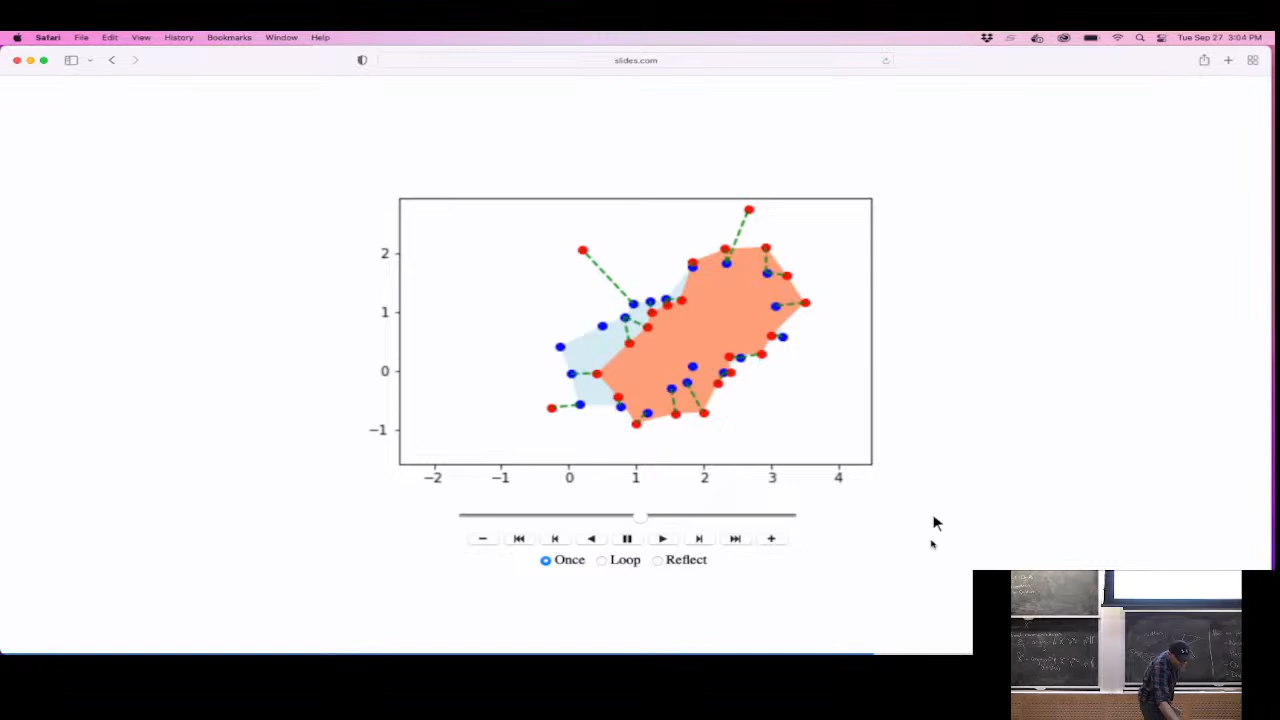 Safari File Edit View History Bookmarks Window Help Tue Sep 27 3:04 PM
slides.com
2
1
0
−1
−2 −1 0 1 2 3 4
Once Loop Reflect